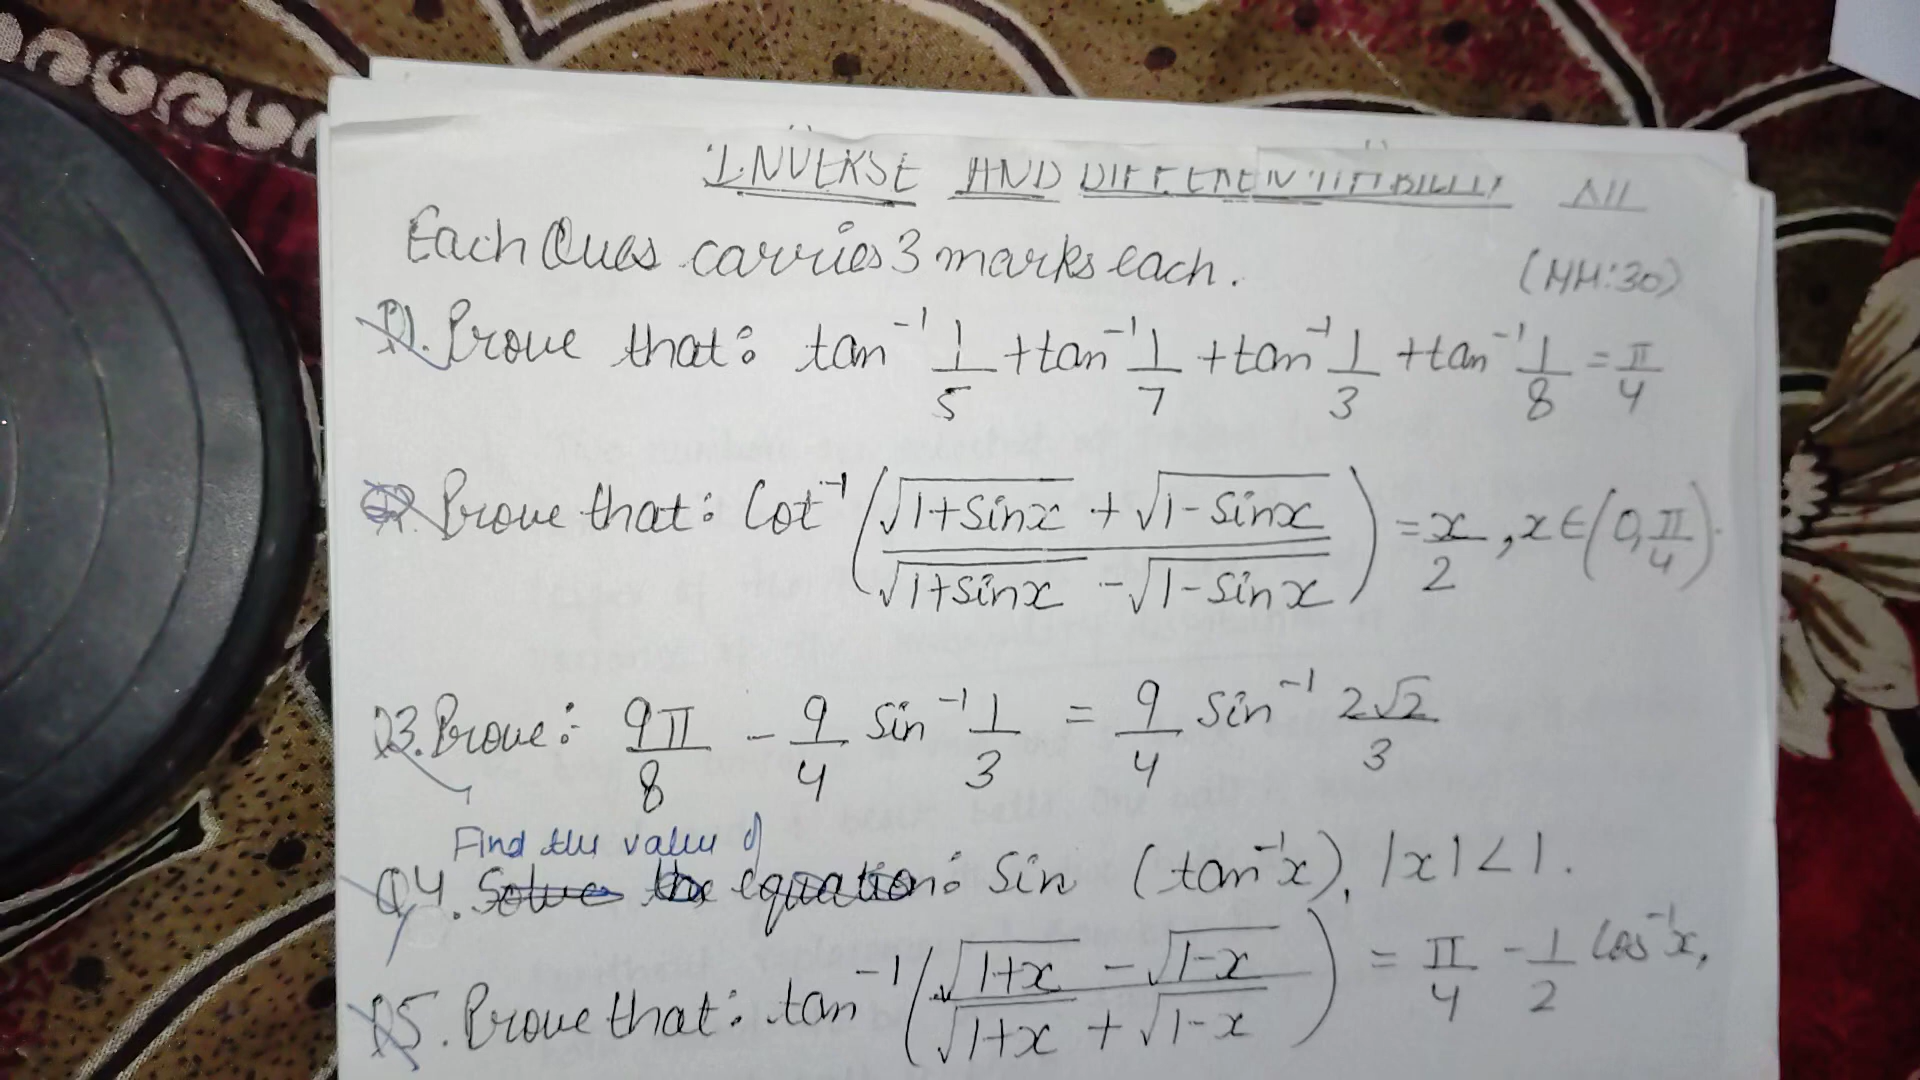 INVERSE AND DIFFERENTIABILITY
Each Ques carries 3 marks each. (MM:30)
Q1. Prove that: tan⁻¹ 1/5 + tan⁻¹ 1/7 + tan⁻¹ 1/3 + tan⁻¹ 1/8 = π/4
Q2. Prove that: Cot⁻¹ ((√(1+Sinx) + √(1-Sinx))/(√(1+Sinx) - √(1-Sinx))) = x/2, x ∈ (0, π/4).
Q3. Prove: 9π/8 - 9/4 Sin⁻¹ 1/3 = 9/4 Sin⁻¹ 2√2/3
Find the value of
Q4. Solve the equation: Sin (tan⁻¹x), |x| < 1.
Q5. Prove that: tan⁻¹ ((√(1+x) - √(1-x))/(√(1+x) + √(1-x))) = π/4 - 1/2 Cos⁻¹x,